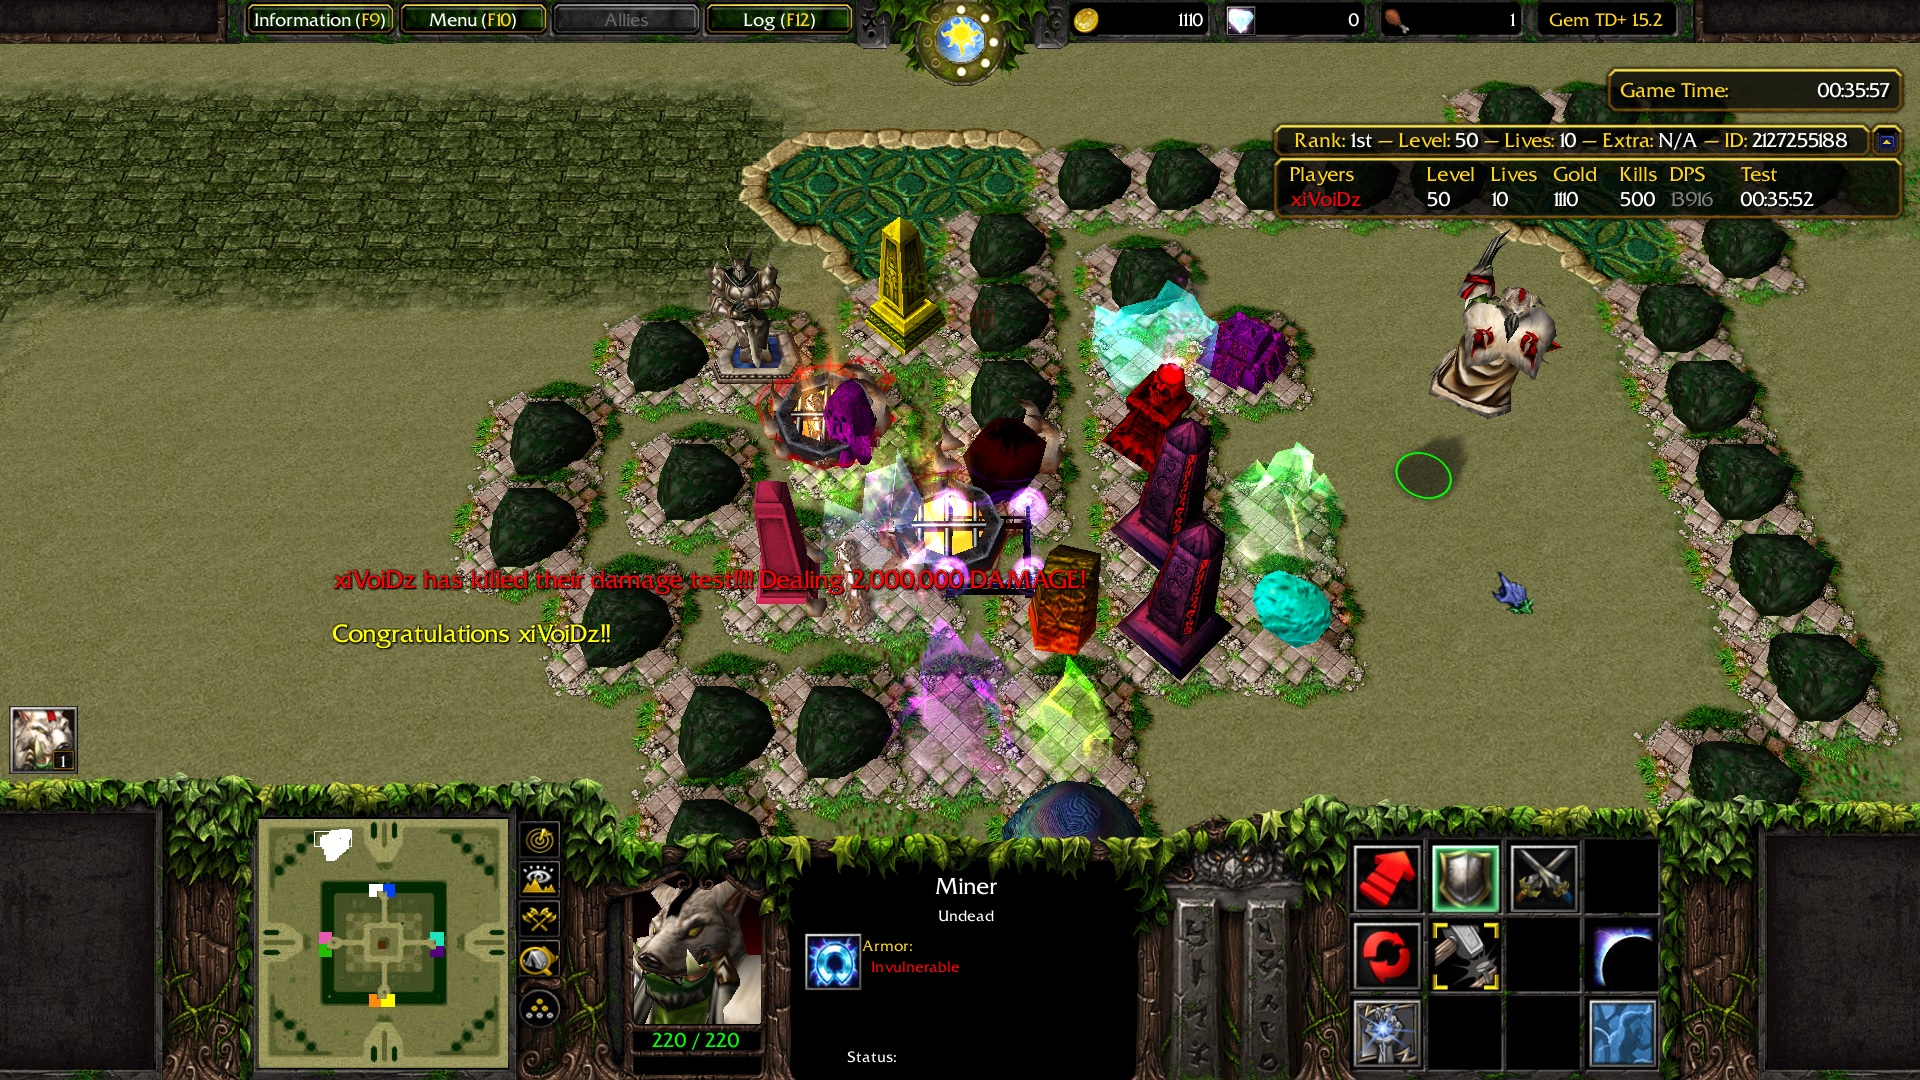 Information (F9) Menu (F10) Allies Log (F12) 1110 0 1 Gem TD+ 15.2
Game Time: 00:35:57
Rank: 1st – Level: 50 – Lives: 10 – Extra: N/A – ID: 2127255188
Players Level Lives Gold Kills DPS Test
xiVoiDz 50 10 1110 500 13916 00:35:52
xiVoiDz has killed their damage test!!!! Dealing 2,000,000 DAMAGE!
Congratulations xiVoiDz!!
1
Miner
Undead
Armor:
Invulnerable
220 / 220
Status: